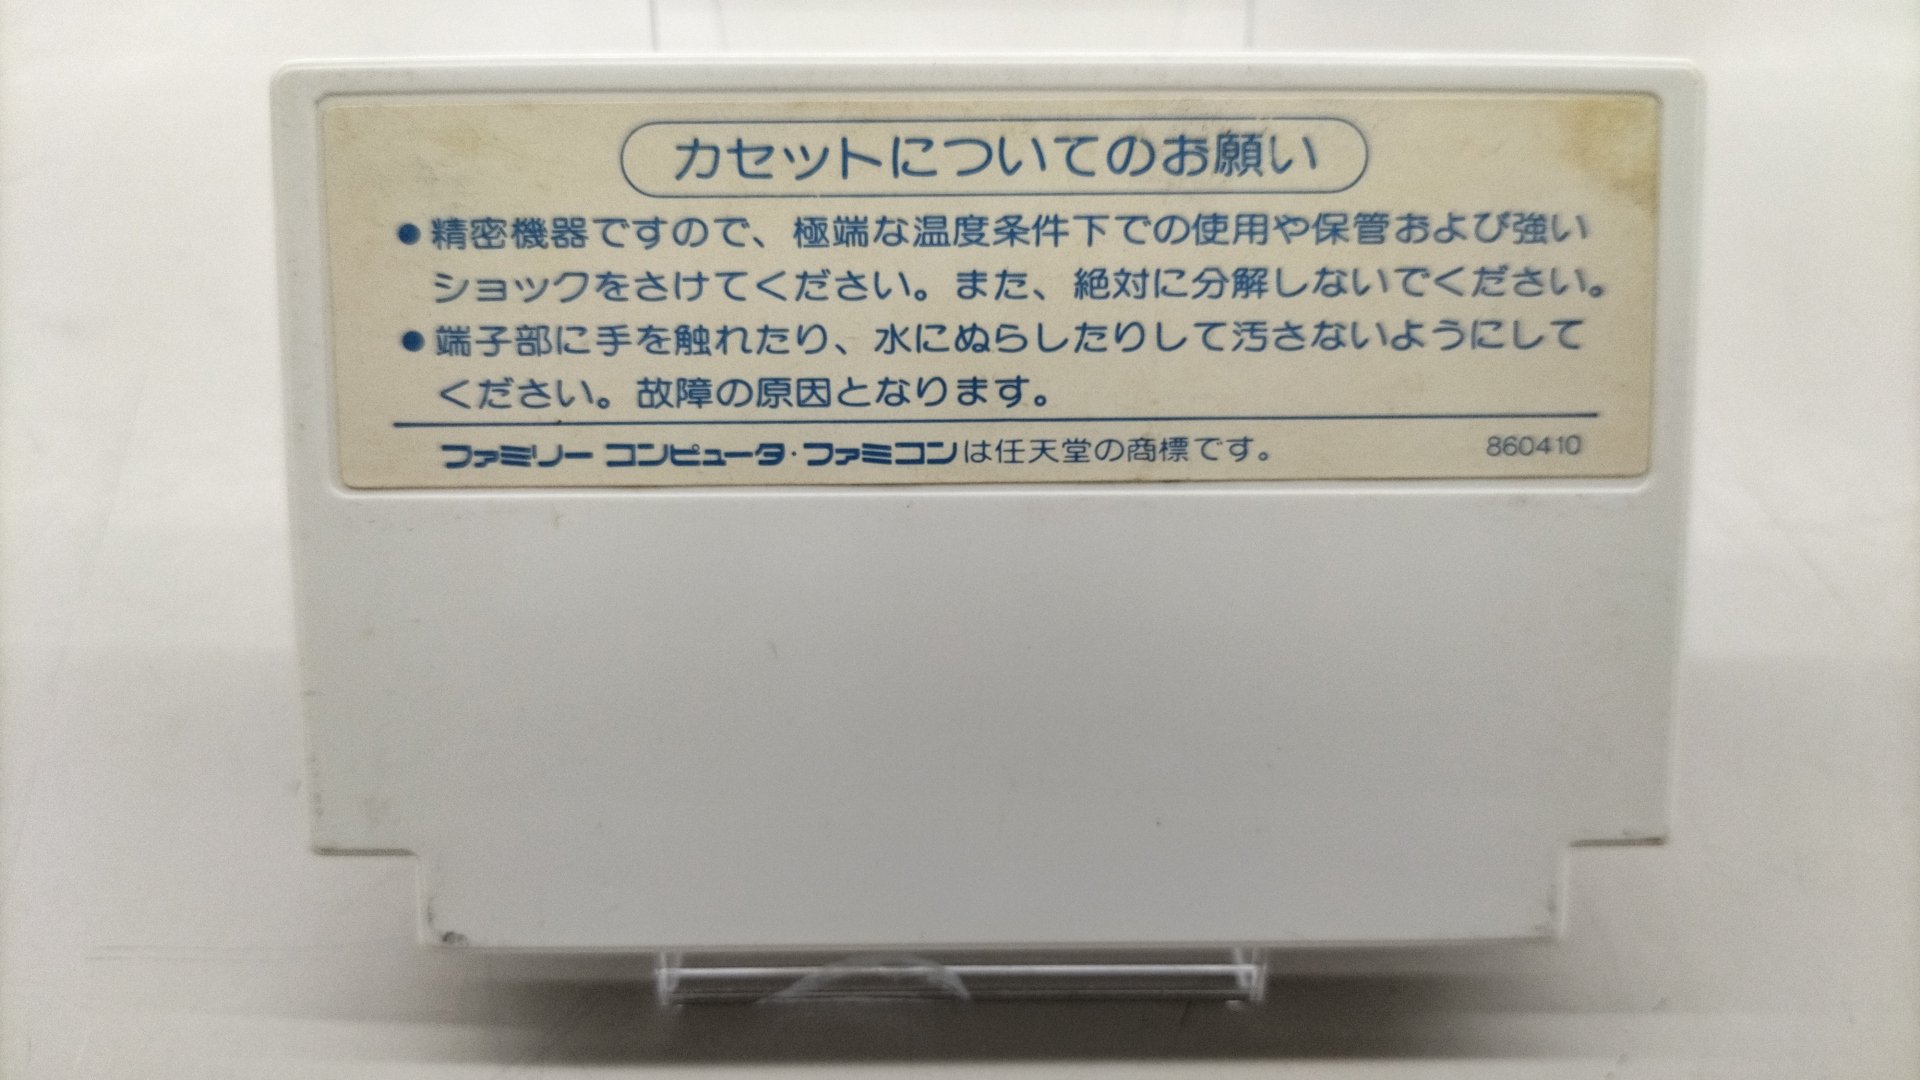 カセットについてのお願い
●精密機器ですので、極端な温度条件下での使用や保管および強い
ショックをさけてください。また、絶対に分解しないでください。
●端子部に手を触れたり、水にぬらしたりして汚さないようにして
ください。故障の原因となります。
ファミリー コンピュータ・ファミコンは任天堂の商標です。 860410